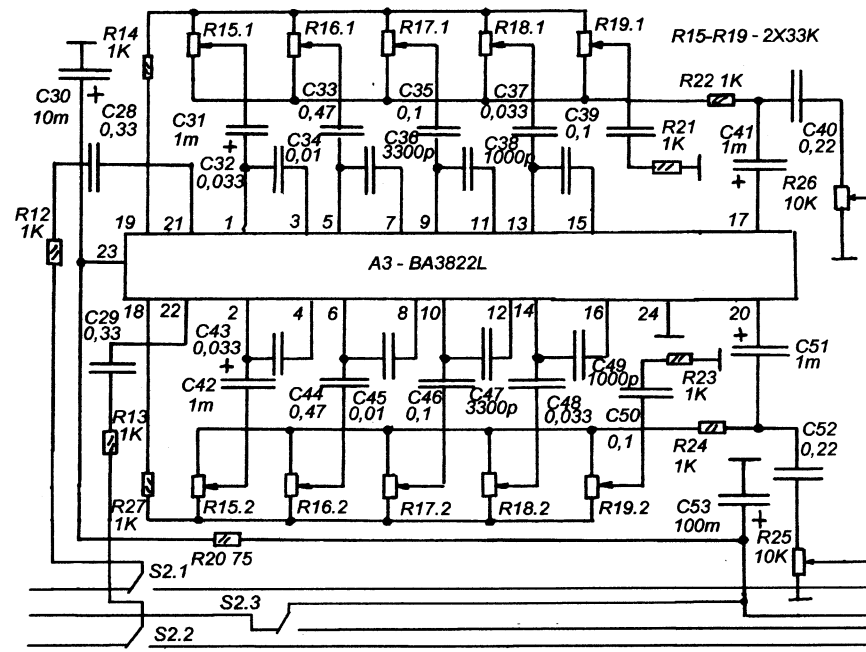 R14
1K
R15.1
R16.1
R17.1
R18.1
R19.1
R15-R19 - 2X33K
C30
10m
+
C28
0,33
C31
1m
+
C33
0,47
C35
0,1
C37
0,033
C39
0,1
R22 1K
R21
1K
C41
1m
+
C40
0,22
C32
0,033
C34
0,01
C36
3300p
C38
1000p
R26
10K
R12
1K
19
21
1
3
5
7
9
11
13
15
17
23
A3 - BA3822L
18
22
2
4
6
8
10
12
14
16
24
20
C29
0,33
C43
0,033
+
C42
1m
C44
0,47
C45
0,01
C46
0,1
C47
3300p
C48
0,033
C49
1000p
C50
0,1
R23
1K
+
C51
1m
R13
1K
R24
1K
C52
0,22
R27
1K
R15.2
R16.2
R17.2
R18.2
R19.2
C53
100m
+
R25
10K
R20 75
S2.1
S2.3
S2.2